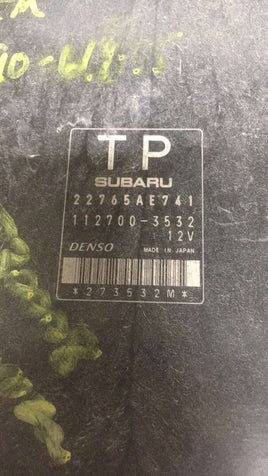 TP
SUBARU
22765AE741
112700-3532
12V
DENSO MADE IN JAPAN
*273532M*